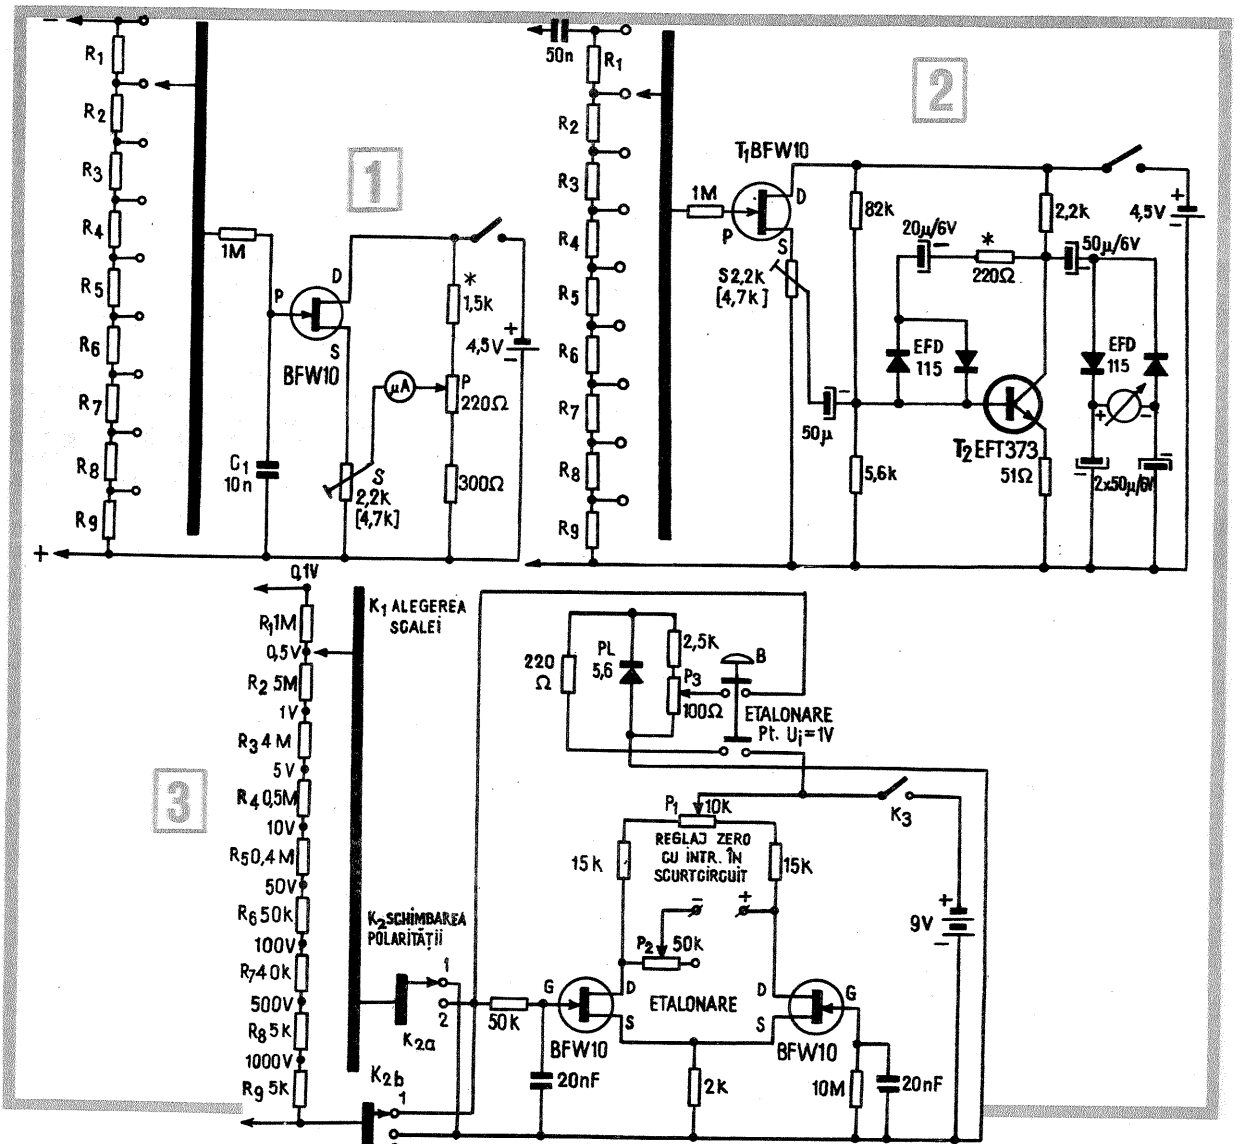 1
−
R1
R2
R3
R4
R5
R6
R7
R8
R9
+
1M
P
D
S
BFW10
C1
10n
* 1,5k
4,5V
+
−
µA
P
220Ω
S
2,2k
[4,7k]
300Ω
2
50n
R1
R2
R3
R4
R5
R6
R7
R8
R9
T1BFW10
1M
P
D
S
S2,2k
[4,7k]
82k
20µ/6V
−
*
220Ω
2,2k
50µ/6V
−
4,5V
+
−
EFD
115
EFD
115
+
−
50µ
−
T2EFT373
5,6k
51Ω
−
2x50µ/6V
−
3
0,1V
R1 1M
0,5V
R2 5M
1V
R3 4M
5V
R4 0,5M
10V
R5 0,4M
50V
R6 50k
100V
R7 40k
500V
R8 5k
1000V
R9 5k
K1 ALEGEREA
SCALEI
220
Ω
PL
5,6
2,5k
P3
100Ω
B
ETALONARE
Pt. Ui=1V
K3
P1
10k
REGLAJ ZERO
CU INTR. ÎN
SCURTCIRCUIT
15k
15k
−
+
9V
+
−
K2 SCHIMBAREA
POLARITĂŢII
1
2
K2a
K2b
1
P2
50k
ETALONARE
50k
G
D
S
BFW10
20nF
2k
D
S
G
BFW10
10M
20nF